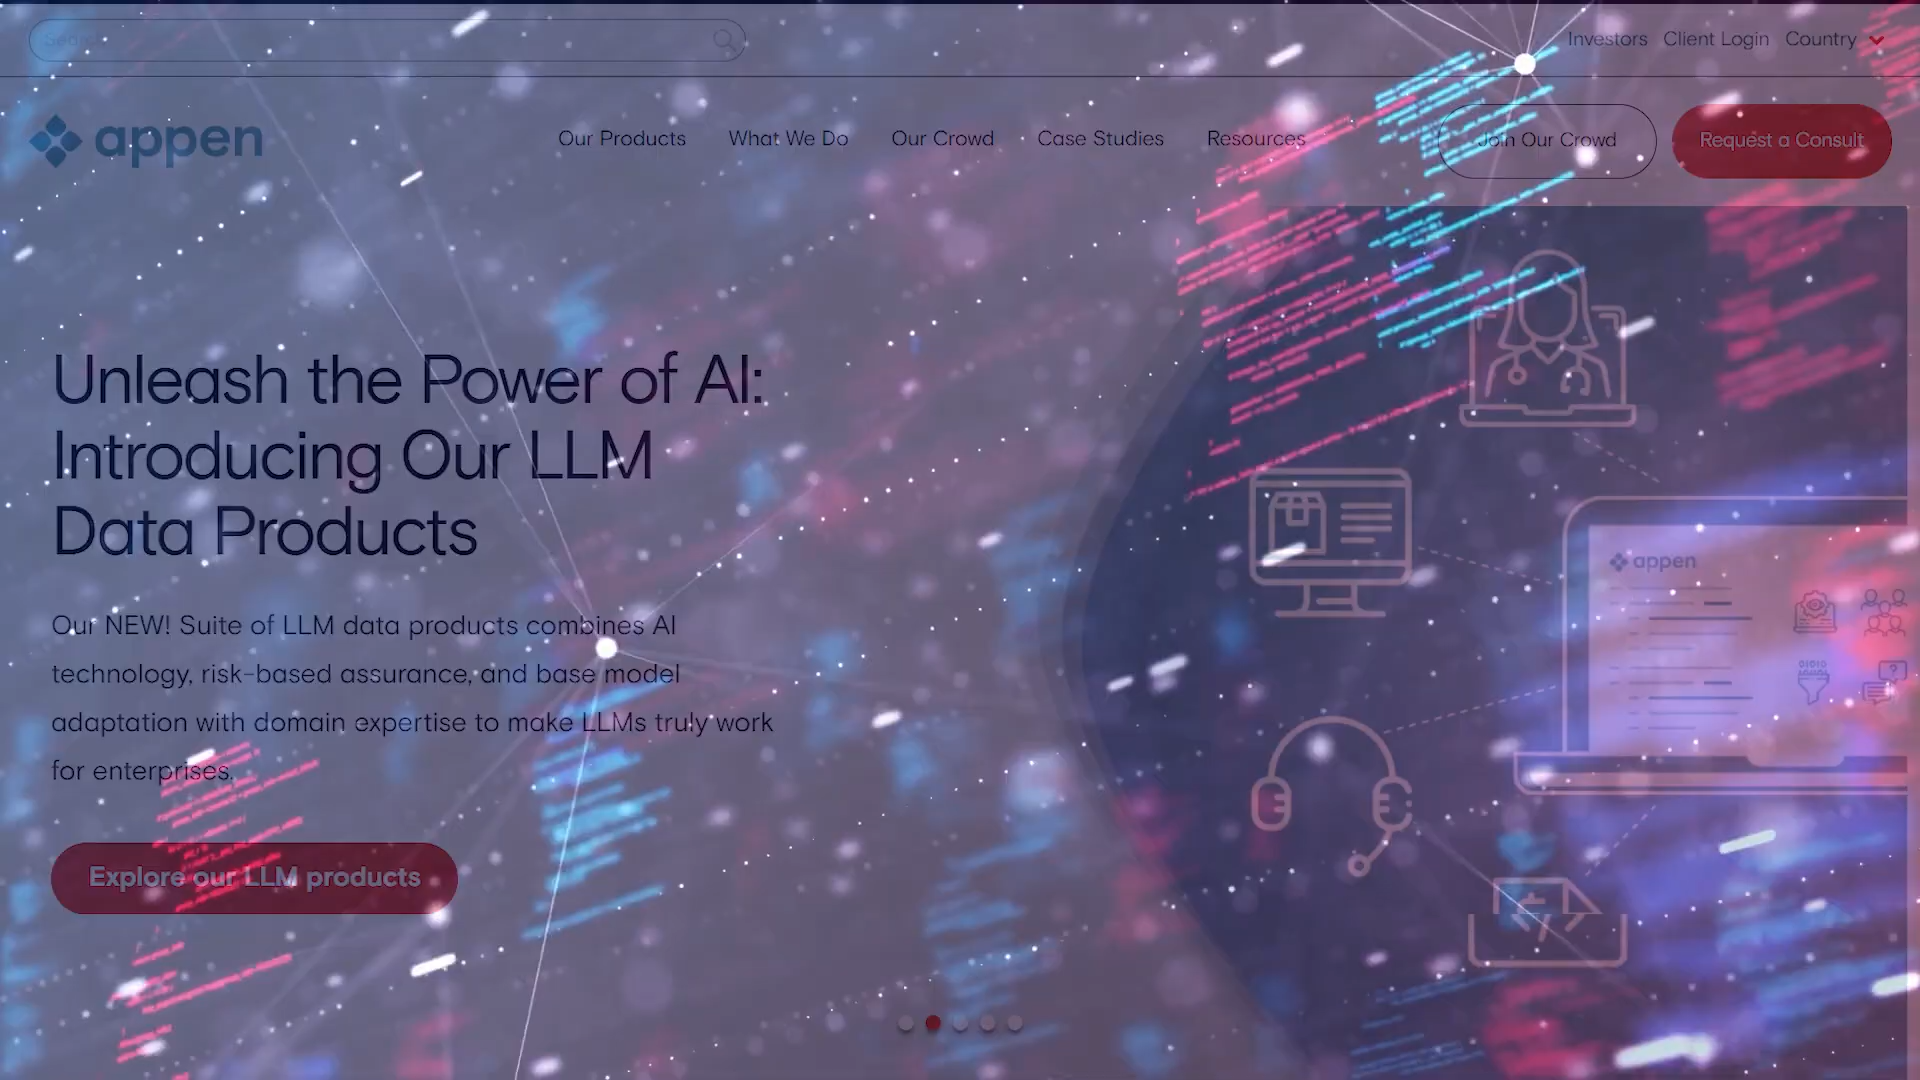 Search
Investors Client Login Country
appen
Our Products What We Do Our Crowd Case Studies Resources Join Our Crowd Request a Consult
Unleash the Power of AI:
Introducing Our LLM
Data Products
Our NEW! Suite of LLM data products combines AI
technology, risk-based assurance, and base model
adaptation with domain expertise to make LLMs truly work
for enterprises.
Explore our LLM products
appen